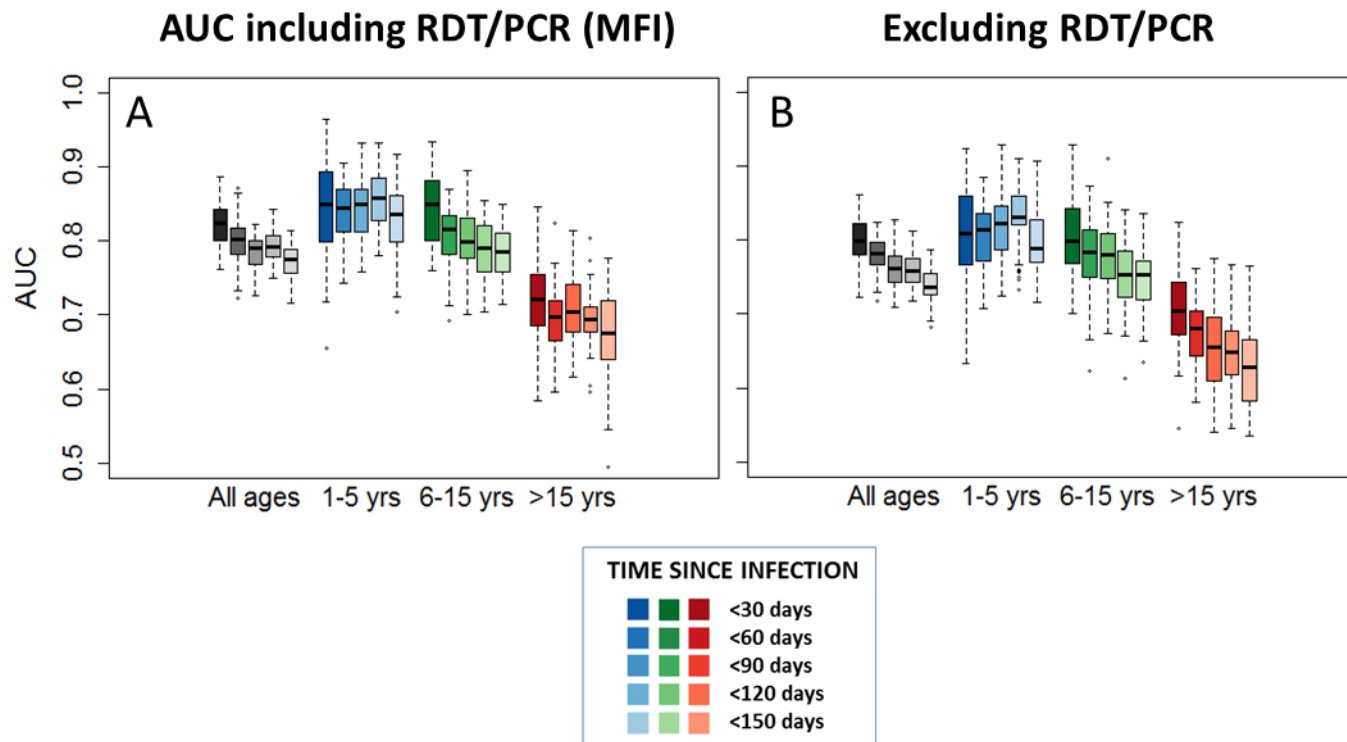 AUC including RDT/PCR (MFI)
Excluding RDT/PCR
A
B
AUC
1.0
0.9
0.8
0.7
0.6
0.5
All ages 1-5 yrs 6-15 yrs >15 yrs
All ages 1-5 yrs 6-15 yrs >15 yrs
TIME SINCE INFECTION
<30 days
<60 days
<90 days
<120 days
<150 days